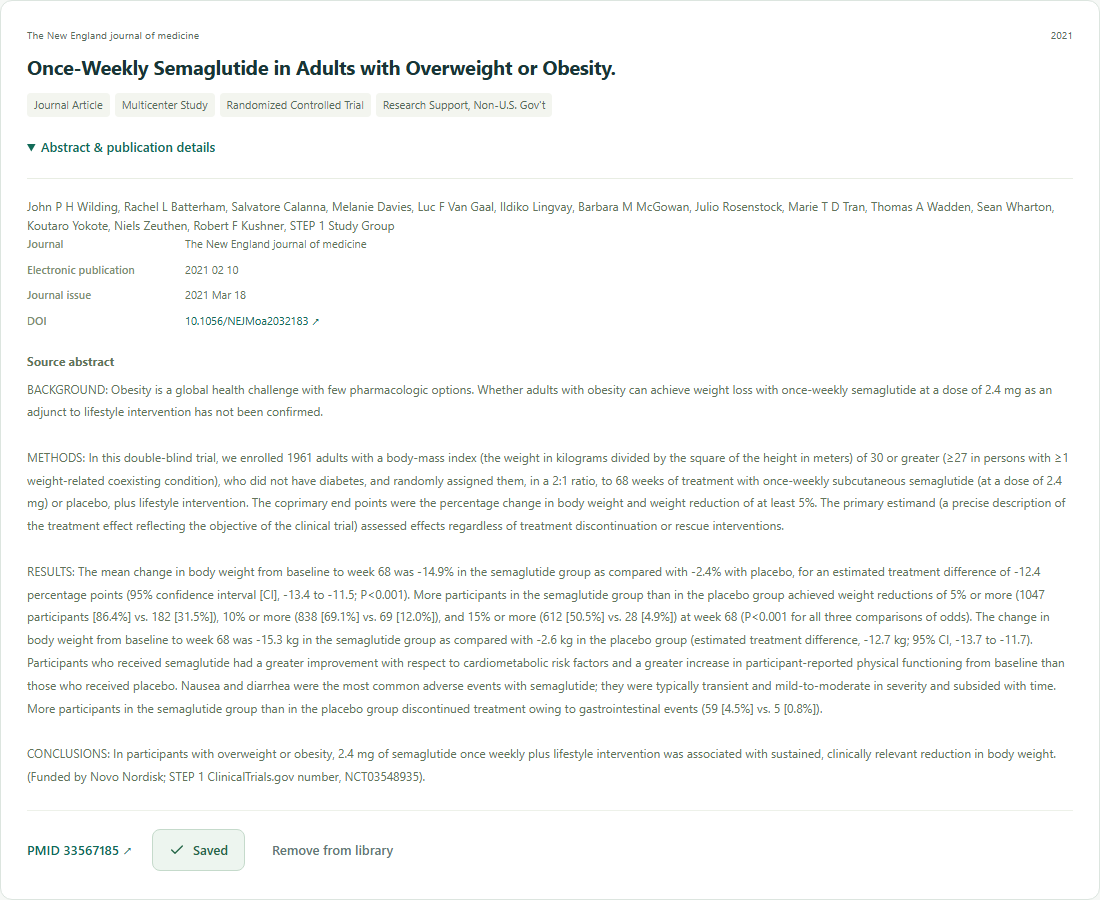 The New England journal of medicine
2021
Once-Weekly Semaglutide in Adults with Overweight or Obesity.
Journal Article
Multicenter Study
Randomized Controlled Trial
Research Support, Non-U.S. Gov't
▼ Abstract & publication details
John P H Wilding, Rachel L Batterham, Salvatore Calanna, Melanie Davies, Luc F Van Gaal, Ildiko Lingvay, Barbara M McGowan, Julio Rosenstock, Marie T D Tran, Thomas A Wadden, Sean Wharton,
Koutaro Yokote, Niels Zeuthen, Robert F Kushner, STEP 1 Study Group
Journal The New England journal of medicine
Electronic publication 2021 02 10
Journal issue 2021 Mar 18
DOI 10.1056/NEJMoa2032183 ↗
Source abstract
BACKGROUND: Obesity is a global health challenge with few pharmacologic options. Whether adults with obesity can achieve weight loss with once-weekly semaglutide at a dose of 2.4 mg as an
adjunct to lifestyle intervention has not been confirmed.
METHODS: In this double-blind trial, we enrolled 1961 adults with a body-mass index (the weight in kilograms divided by the square of the height in meters) of 30 or greater (≥27 in persons with ≥1
weight-related coexisting condition), who did not have diabetes, and randomly assigned them, in a 2:1 ratio, to 68 weeks of treatment with once-weekly subcutaneous semaglutide (at a dose of 2.4
mg) or placebo, plus lifestyle intervention. The coprimary end points were the percentage change in body weight and weight reduction of at least 5%. The primary estimand (a precise description of
the treatment effect reflecting the objective of the clinical trial) assessed effects regardless of treatment discontinuation or rescue interventions.
RESULTS: The mean change in body weight from baseline to week 68 was -14.9% in the semaglutide group as compared with -2.4% with placebo, for an estimated treatment difference of -12.4
percentage points (95% confidence interval [CI], -13.4 to -11.5; P<0.001). More participants in the semaglutide group than in the placebo group achieved weight reductions of 5% or more (1047
participants [86.4%] vs. 182 [31.5%]), 10% or more (838 [69.1%] vs. 69 [12.0%]), and 15% or more (612 [50.5%] vs. 28 [4.9%]) at week 68 (P<0.001 for all three comparisons of odds). The change in
body weight from baseline to week 68 was -15.3 kg in the semaglutide group as compared with -2.6 kg in the placebo group (estimated treatment difference, -12.7 kg; 95% CI, -13.7 to -11.7).
Participants who received semaglutide had a greater improvement with respect to cardiometabolic risk factors and a greater increase in participant-reported physical functioning from baseline than
those who received placebo. Nausea and diarrhea were the most common adverse events with semaglutide; they were typically transient and mild-to-moderate in severity and subsided with time.
More participants in the semaglutide group than in the placebo group discontinued treatment owing to gastrointestinal events (59 [4.5%] vs. 5 [0.8%]).
CONCLUSIONS: In participants with overweight or obesity, 2.4 mg of semaglutide once weekly plus lifestyle intervention was associated with sustained, clinically relevant reduction in body weight.
(Funded by Novo Nordisk; STEP 1 ClinicalTrials.gov number, NCT03548935).
PMID 33567185 ↗
✓ Saved
Remove from library